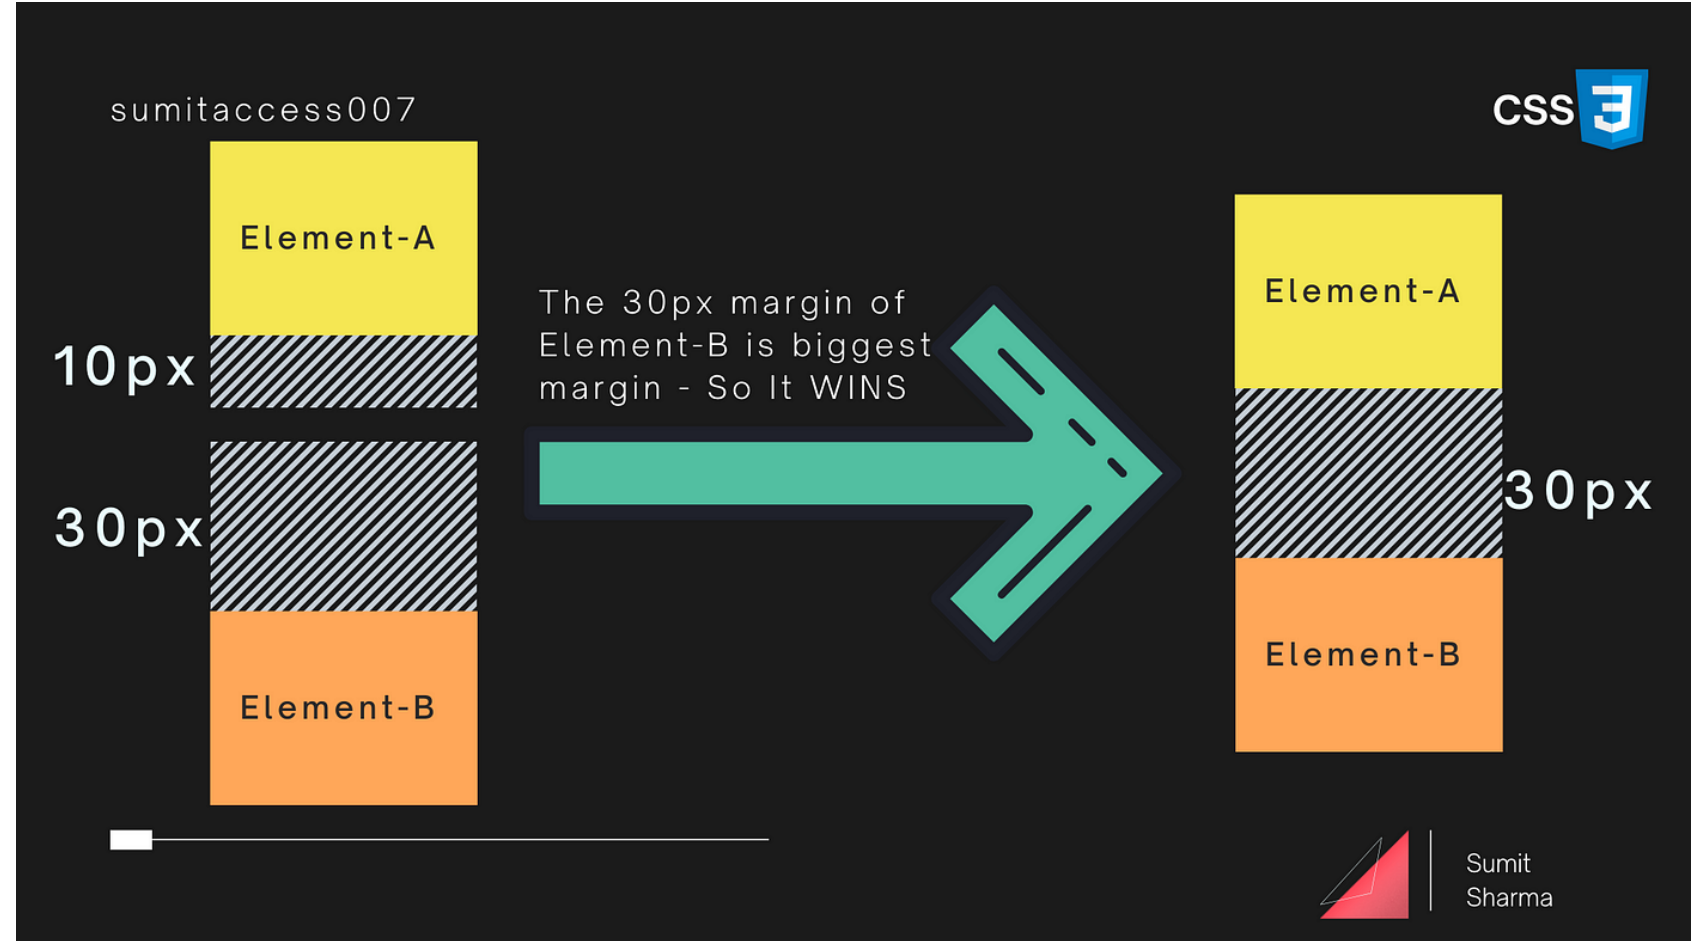 sumitaccess007
CSS
3
Element-A
10px
30px
Element-B
The 30px margin of
Element-B is biggest
margin - So It WINS
Element-A
30px
Element-B
Sumit
Sharma